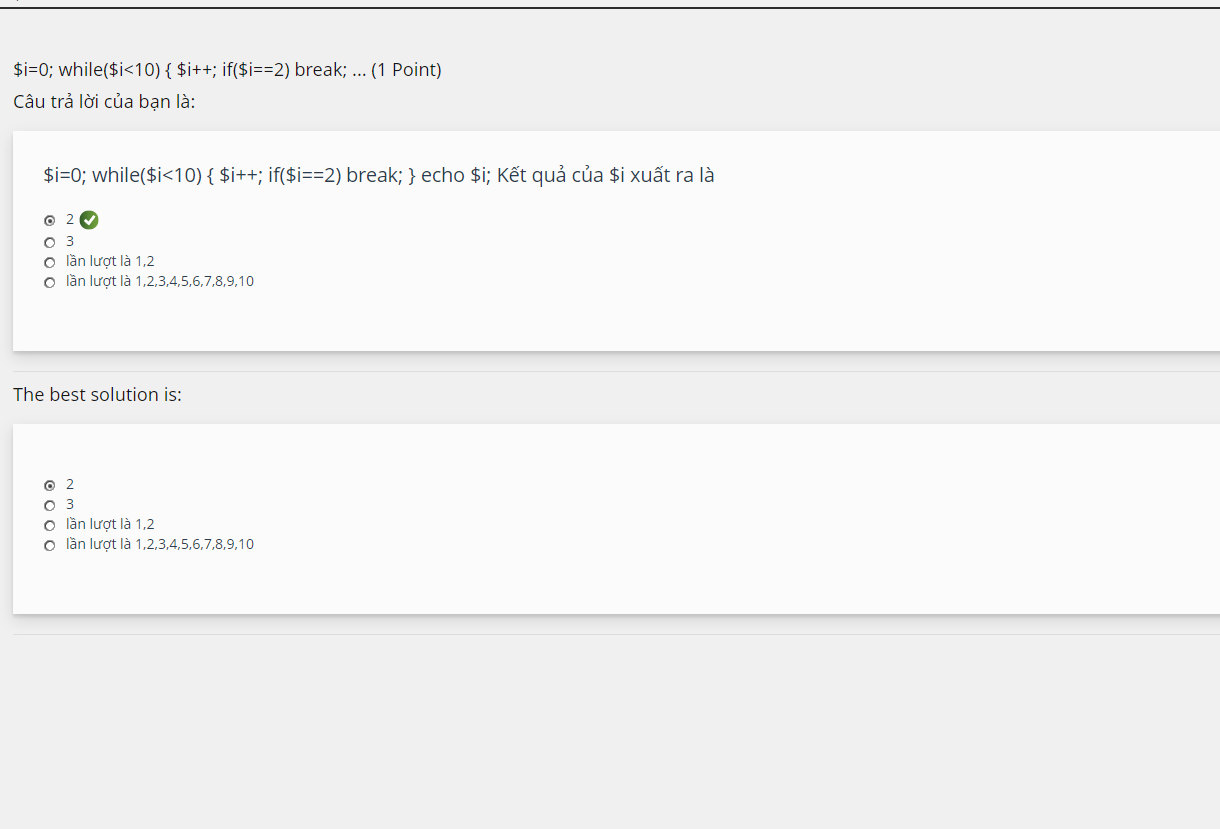 $i=0; while($i<10) { $i++; if($i==2) break; ... (1 Point)
Câu trả lời của bạn là:
$i=0; while($i<10) { $i++; if($i==2) break; } echo $i; Kết quả của $i xuất ra là
2
3
lần lượt là 1,2
lần lượt là 1,2,3,4,5,6,7,8,9,10
The best solution is:
2
3
lần lượt là 1,2
lần lượt là 1,2,3,4,5,6,7,8,9,10